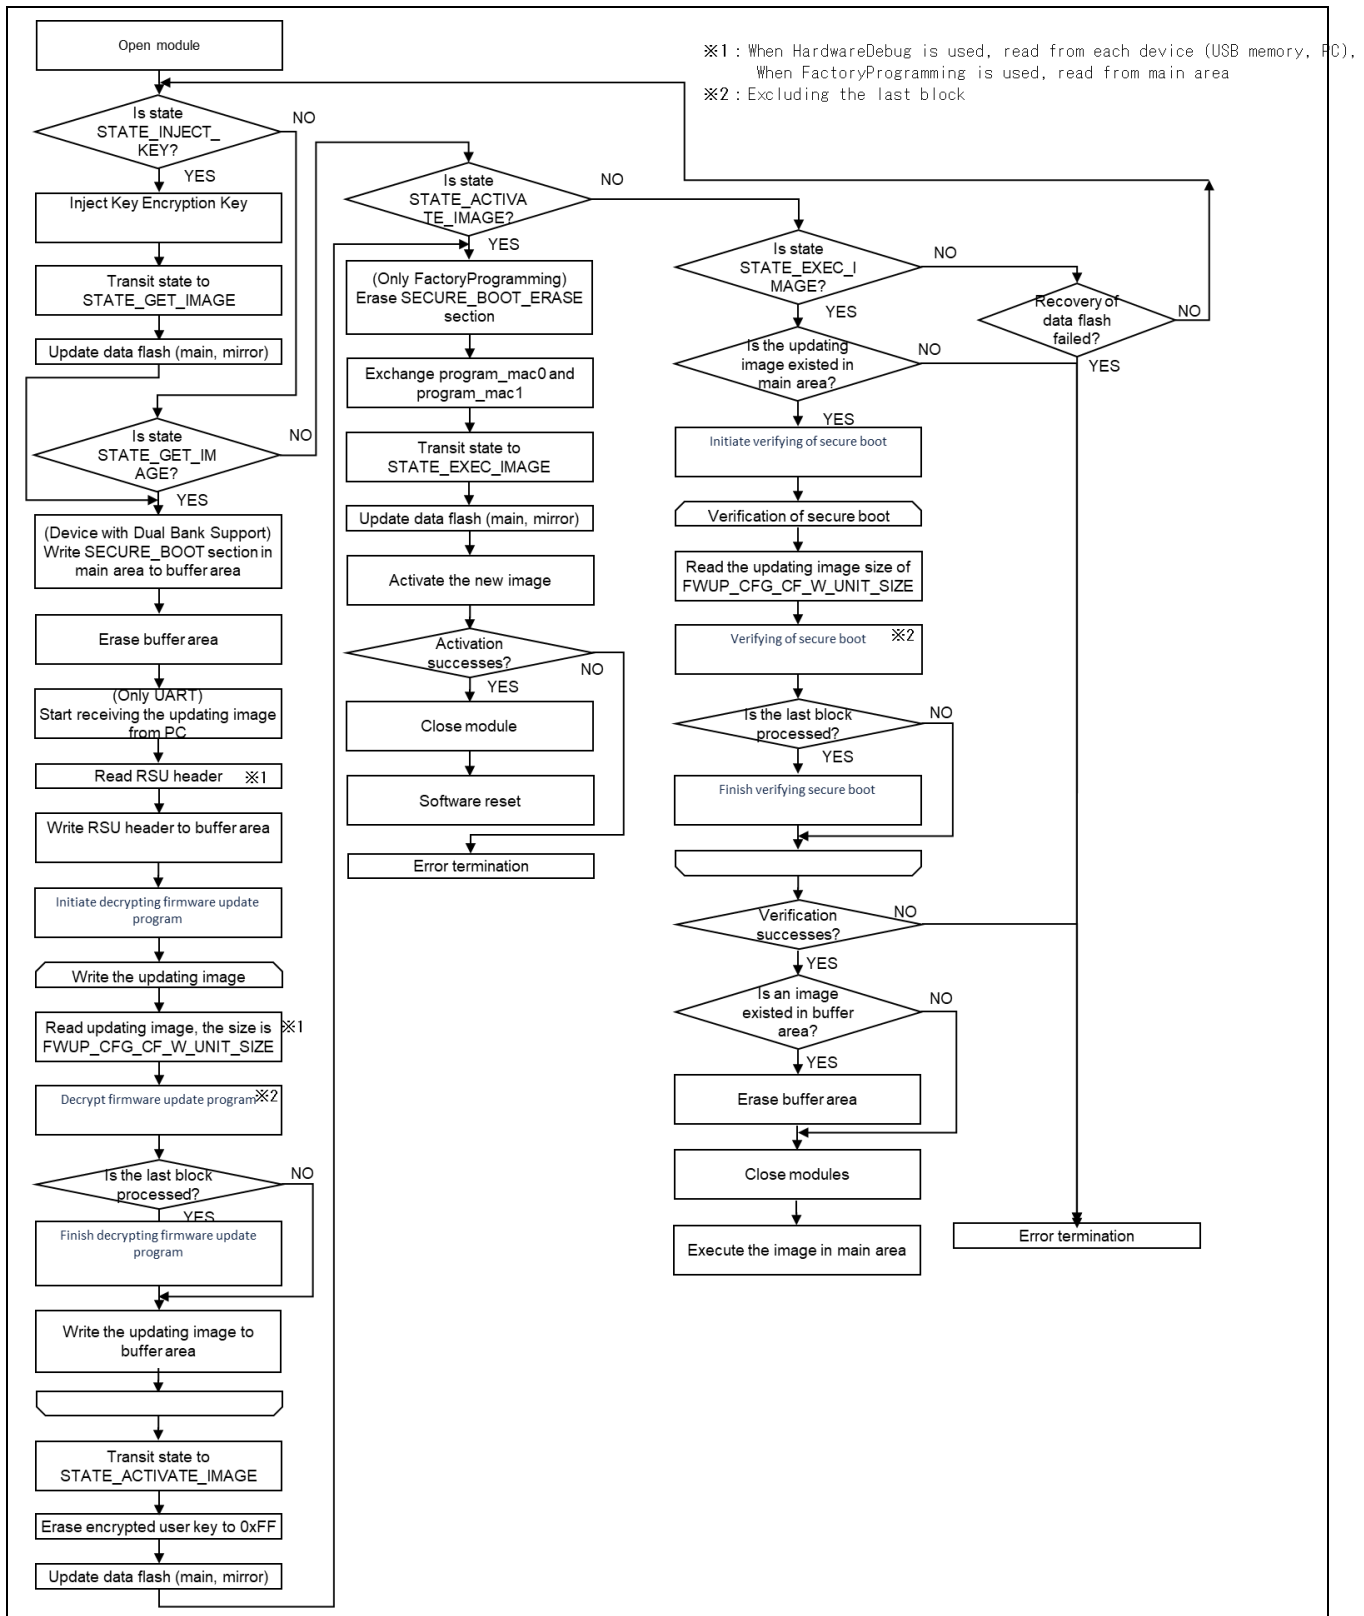 Open module
※1 : When HardwareDebug is used, read from each device (USB memory, PC),
When FactoryProgramming is used, read from main area
※2 : Excluding the last block
Is state
STATE_INJECT_
KEY?
NO
YES
Inject Key Encryption Key
Transit state to
STATE_GET_IMAGE
Update data flash (main, mirror)
Is state
STATE_GET_IM
AGE?
NO
YES
(Device with Dual Bank Support)
Write SECURE_BOOT section in
main area to buffer area
Erase buffer area
(Only UART)
Start receiving the updating image
from PC
Read RSU header ※1
Write RSU header to buffer area
Initiate decrypting firmware update
program
Write the updating image
Read updating image, the size is ※1
FWUP_CFG_CF_W_UNIT_SIZE
Decrypt firmware update program ※2
Is the last block
processed?
NO
YES
Finish decrypting firmware update
program
Write the updating image to
buffer area
Transit state to
STATE_ACTIVATE_IMAGE
Erase encrypted user key to 0xFF
Update data flash (main, mirror)
Is state
STATE_ACTIVA
TE_IMAGE?
NO
YES
(Only FactoryProgramming)
Erase SECURE_BOOT_ERASE
section
Exchange program_mac0 and
program_mac1
Transit state to
STATE_EXEC_IMAGE
Update data flash (main, mirror)
Activate the new image
Activation
successes?
NO
YES
Close module
Software reset
Error termination
Is state
STATE_EXEC_I
MAGE?
NO
YES
Recovery of
data flash
failed?
NO
YES
Is the updating
image existed in
main area?
NO
YES
Initiate verifying of secure boot
Verification of secure boot
Read the updating image size of
FWUP_CFG_CF_W_UNIT_SIZE
Verifying of secure boot ※2
Is the last block
processed?
NO
YES
Finish verifying secure boot
Verification
successes?
NO
YES
Is an image
existed in buffer
area?
NO
YES
Erase buffer area
Close modules
Execute the image in main area
Error termination